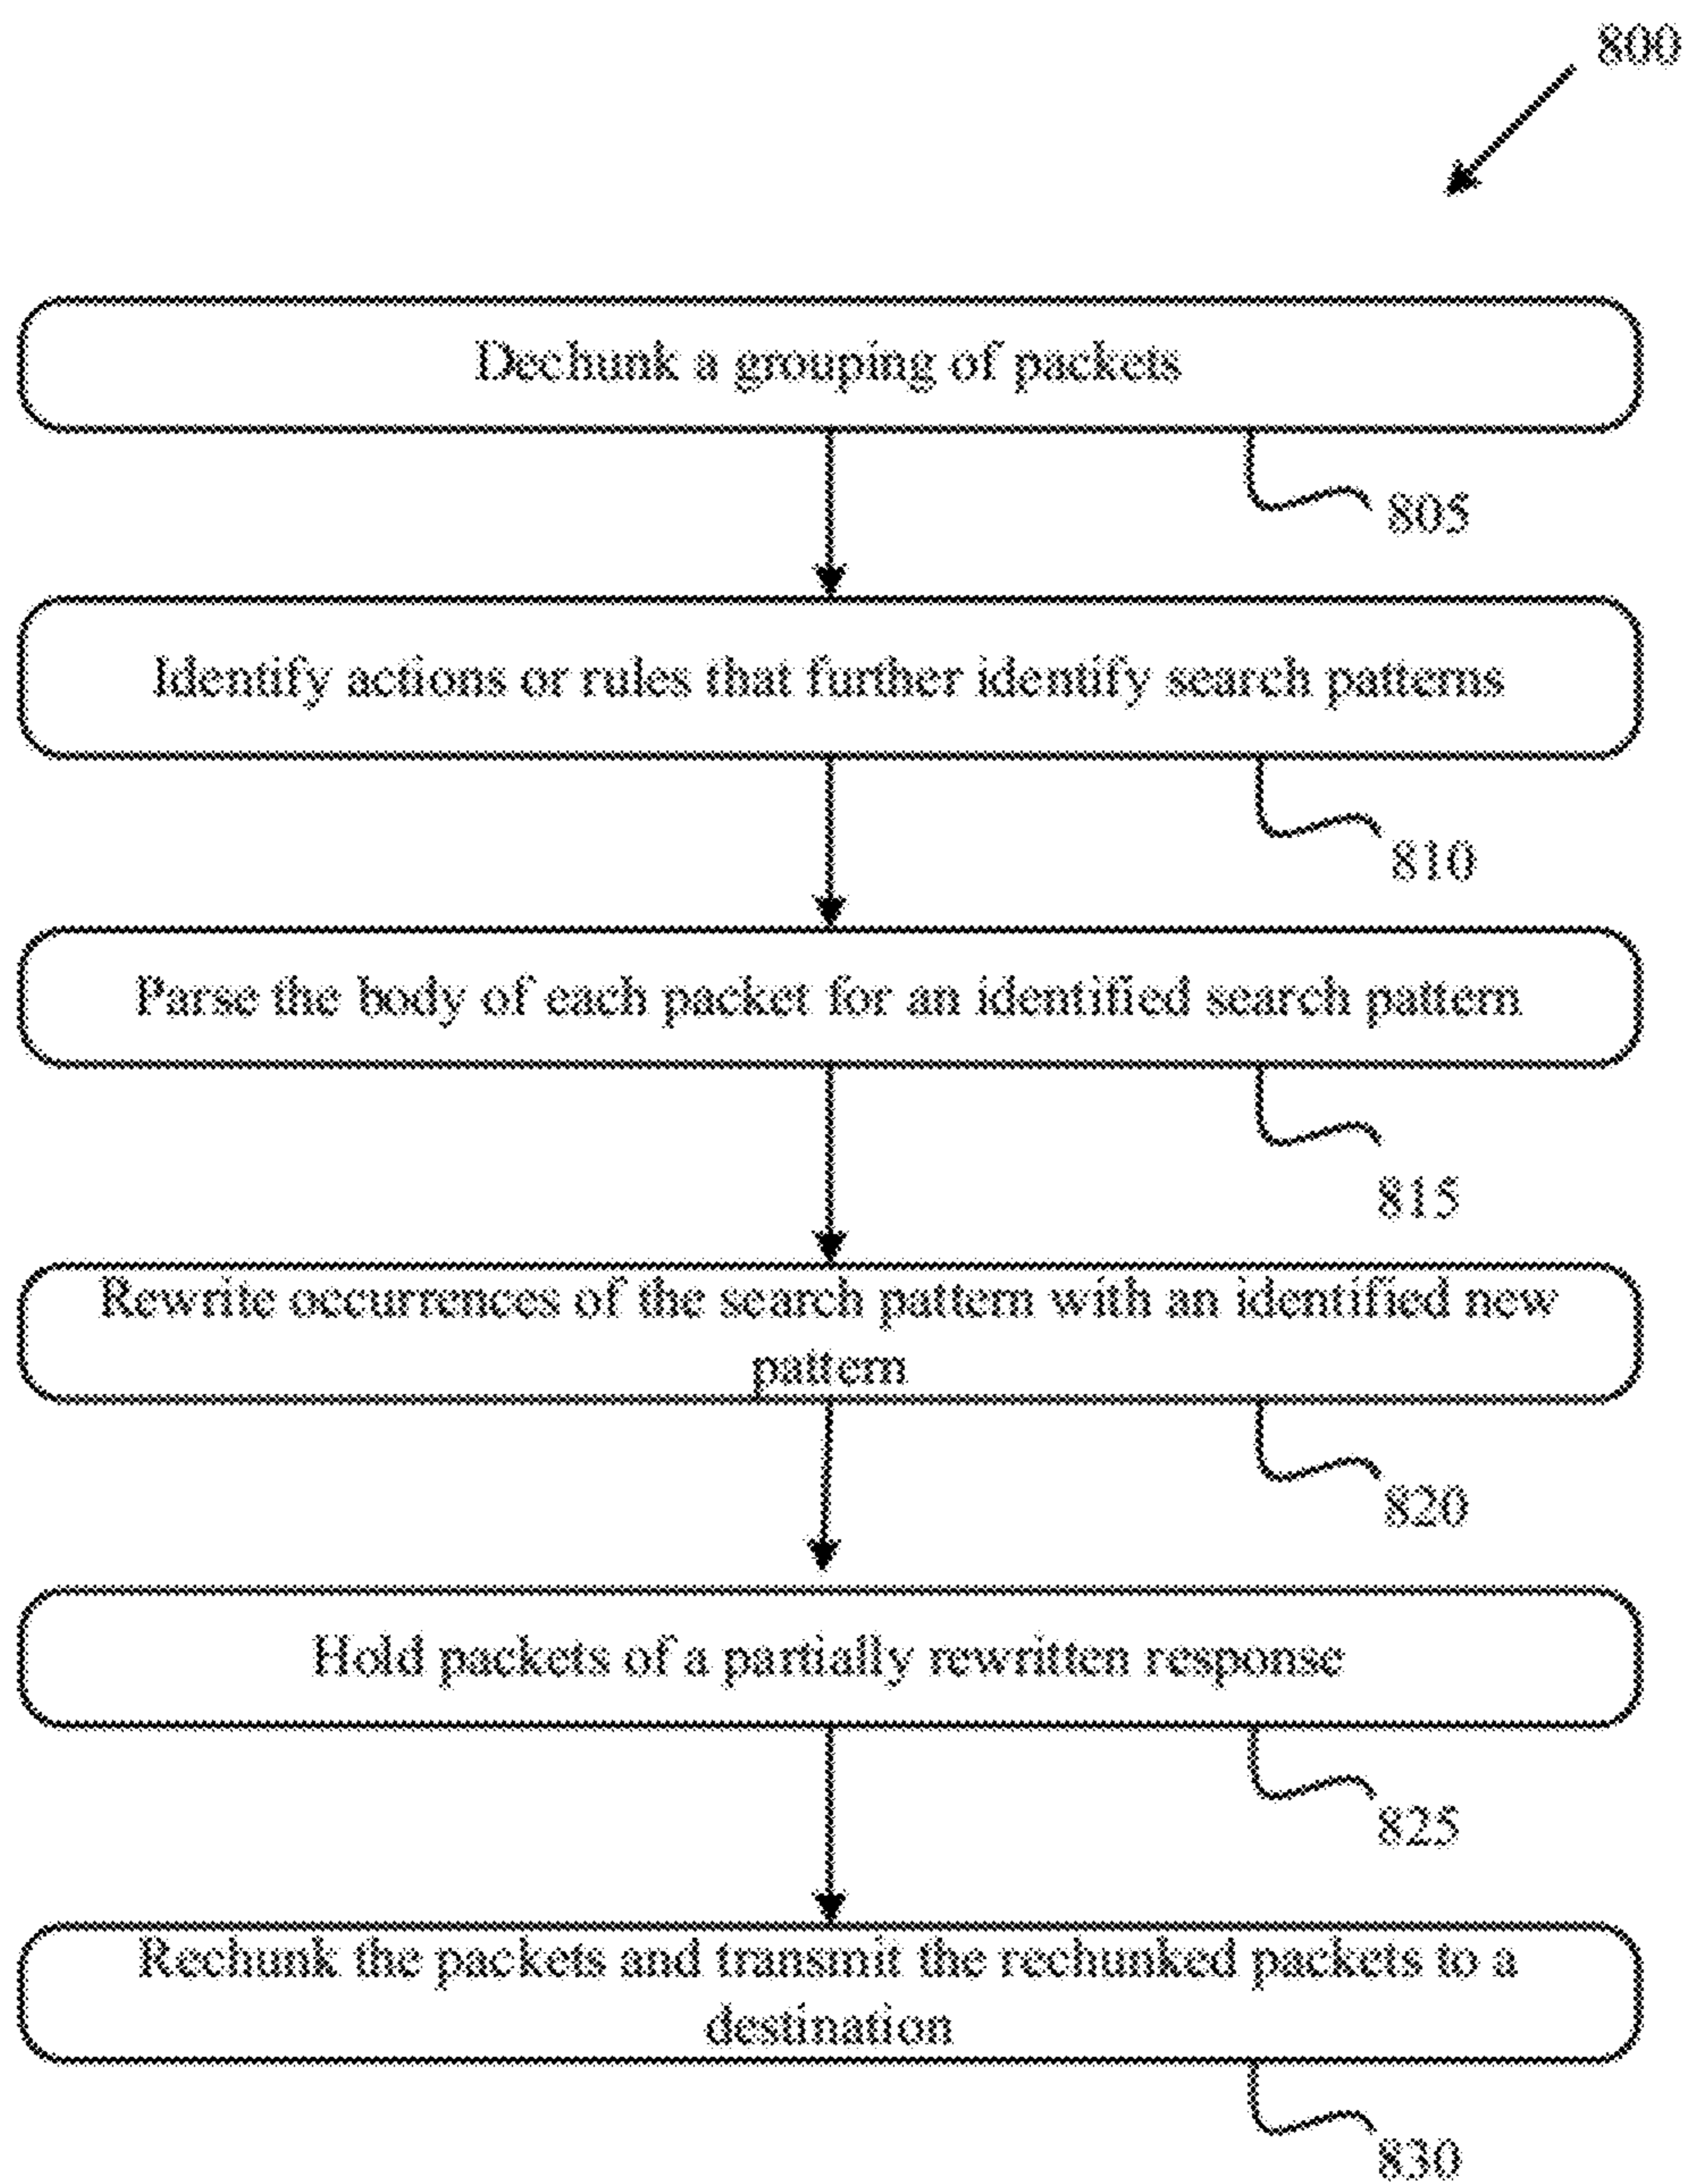 800
Dechunk a grouping of packets
805
Identify actions or rules that further identify search patterns
810
Parse the body of each packet for an identified search pattern
815
Rewrite occurrences of the search pattern with an identified new
pattern
820
Hold packets of a partially rewritten response
825
Rechunk the packets and transmit the rechunked packets to a
destination
830